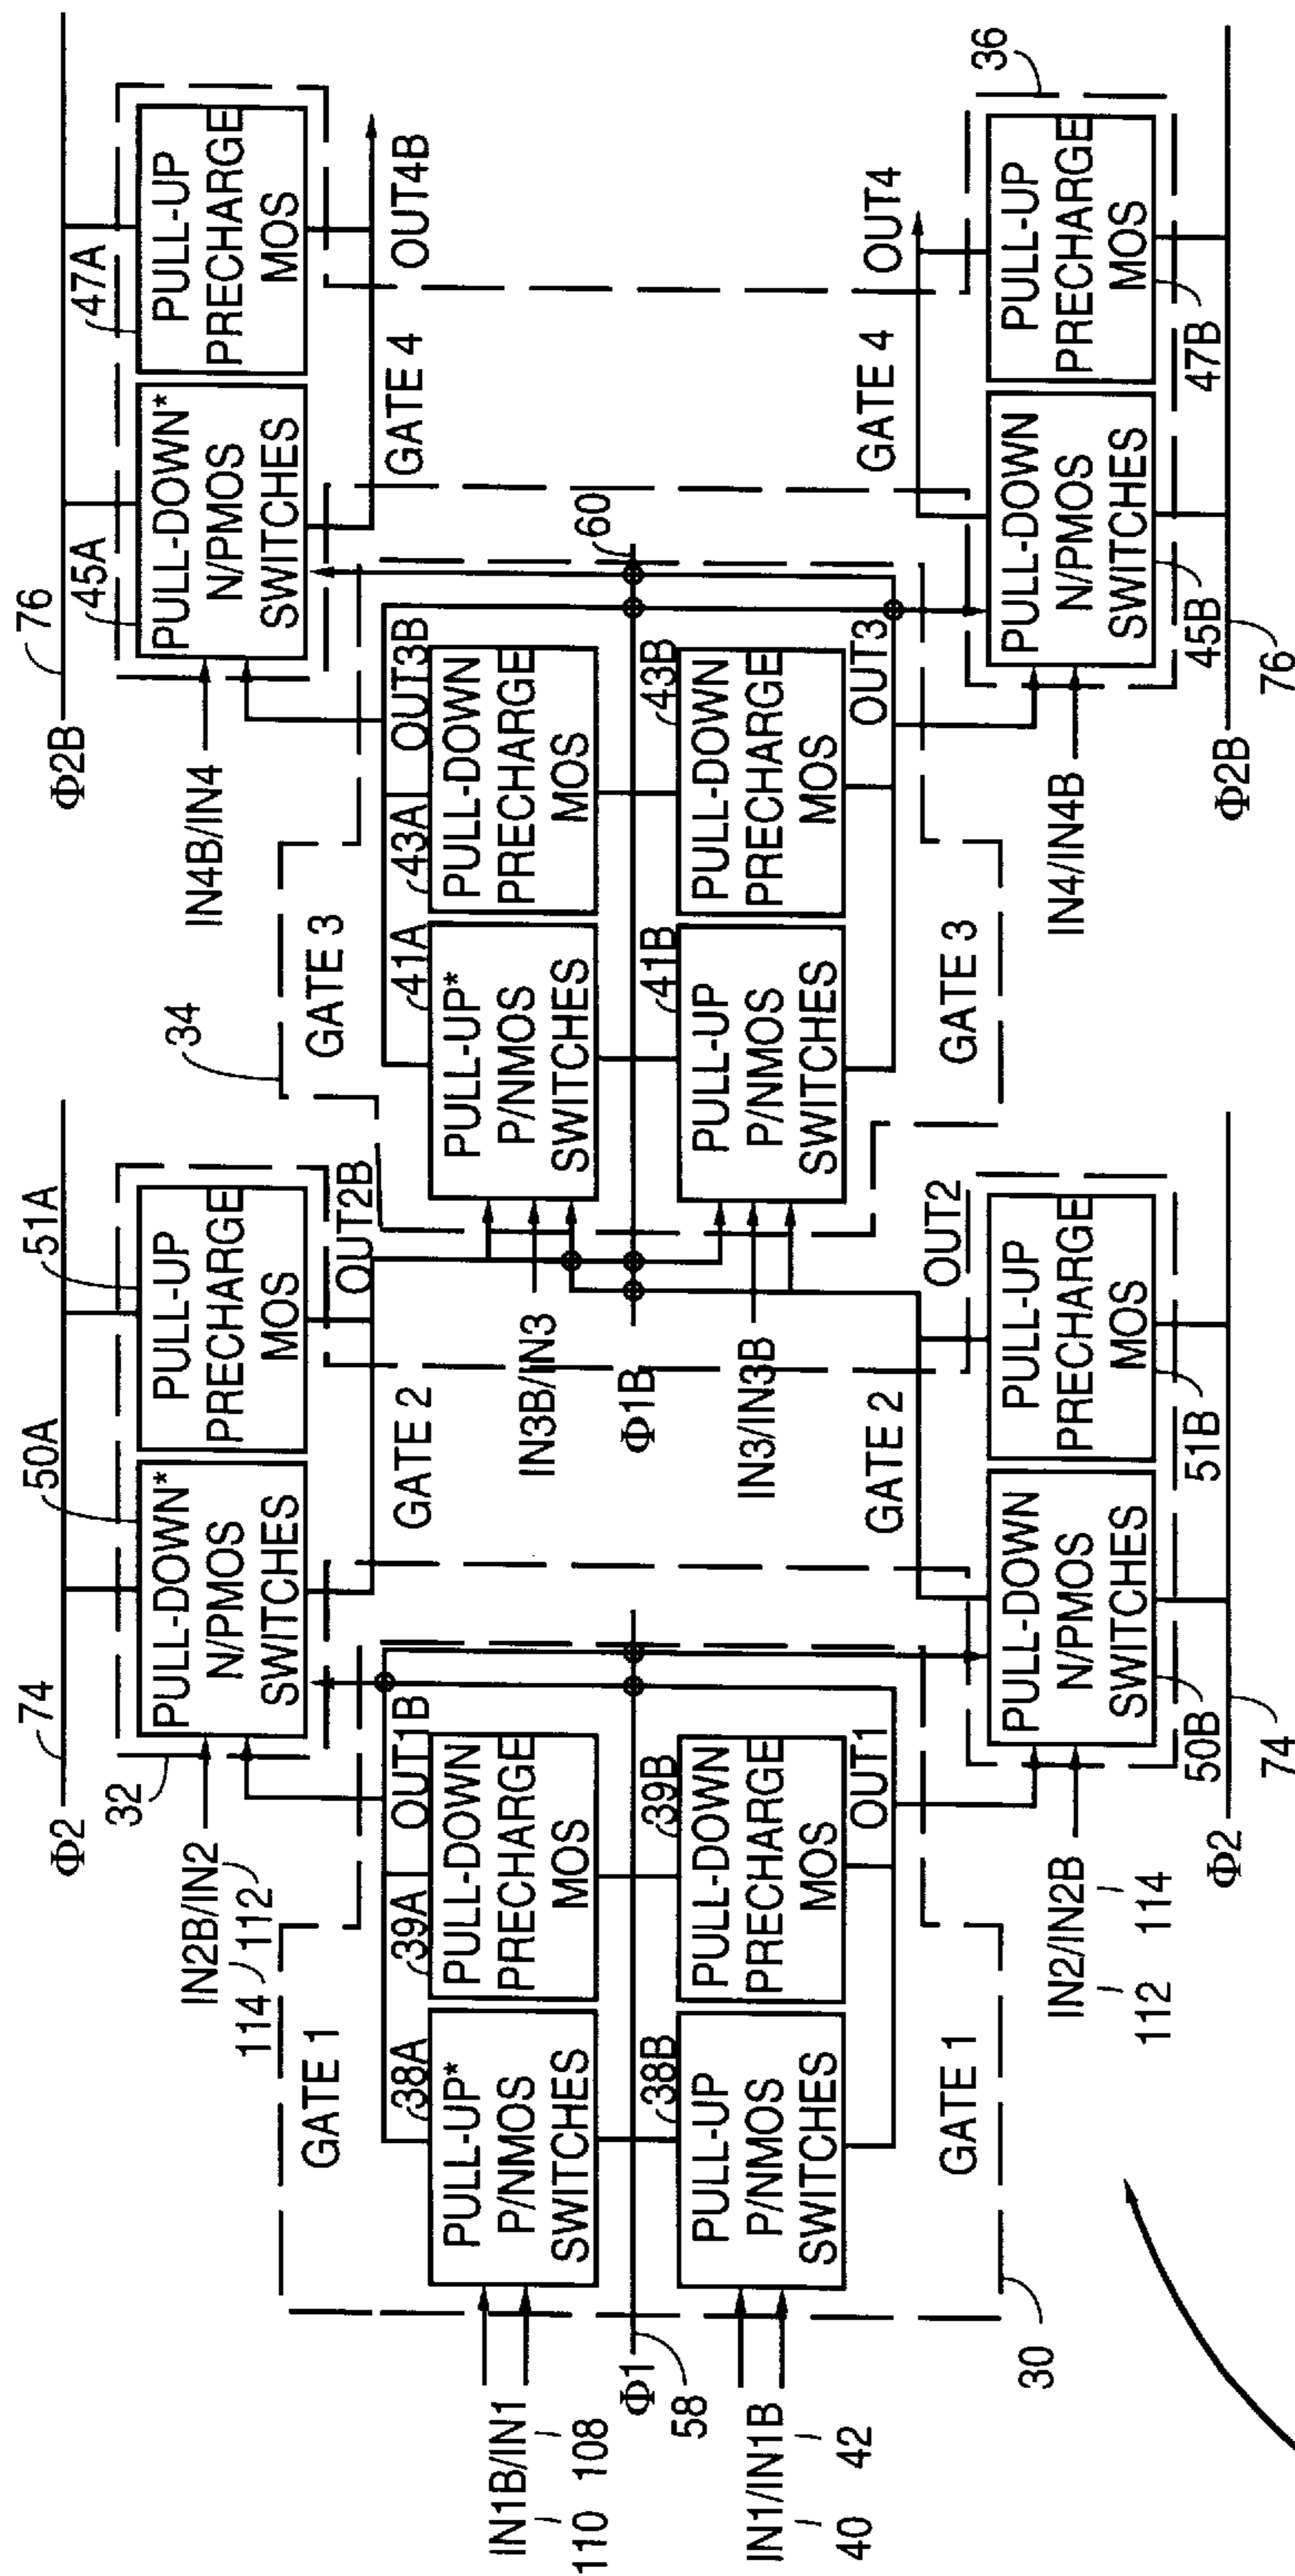 Φ2
74
32
PULL-DOWN*
N/PMOS
SWITCHES
50A
PULL-UP
PRECHARGE
MOS
51A
IN2B/IN2
114
112
GATE 2
OUT2B
Φ2B
76
45A
PULL-DOWN*
N/PMOS
SWITCHES
47A
PULL-UP
PRECHARGE
MOS
IN4B/IN4
GATE 4
OUT4B
GATE 1
38A
PULL-UP*
P/NMOS
SWITCHES
39A
PULL-DOWN
PRECHARGE
MOS
OUT1B
IN1B/IN1
110
108
Φ1
58
IN1/IN1B
40
42
38B
PULL-UP
P/NMOS
SWITCHES
39B
PULL-DOWN
PRECHARGE
MOS
OUT1
GATE 1
30
34
GATE 3
41A
PULL-UP*
P/NMOS
SWITCHES
43A
PULL-DOWN
PRECHARGE
MOS
OUT3B
IN3B/IN3
Φ1B
60
IN3/IN3B
41B
PULL-UP
P/NMOS
SWITCHES
43B
PULL-DOWN
PRECHARGE
MOS
OUT3
GATE 3
GATE 2
OUT2
IN2/IN2B
112
114
PULL-DOWN
N/PMOS
SWITCHES
50B
PULL-UP
PRECHARGE
MOS
51B
Φ2
74
GATE 4
OUT4
36
IN4/IN4B
PULL-DOWN
N/PMOS
SWITCHES
45B
PULL-UP
PRECHARGE
MOS
47B
Φ2B
76